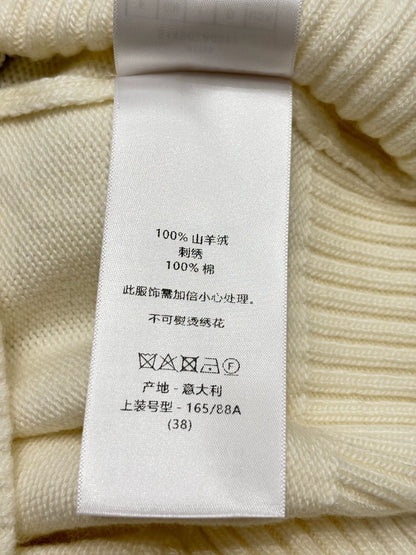 100% 山羊绒
刺绣
100% 棉
此服饰需加倍小心处理。
不可熨烫绣花
F
产地 - 意大利
上装号型 - 165/88A
(38)